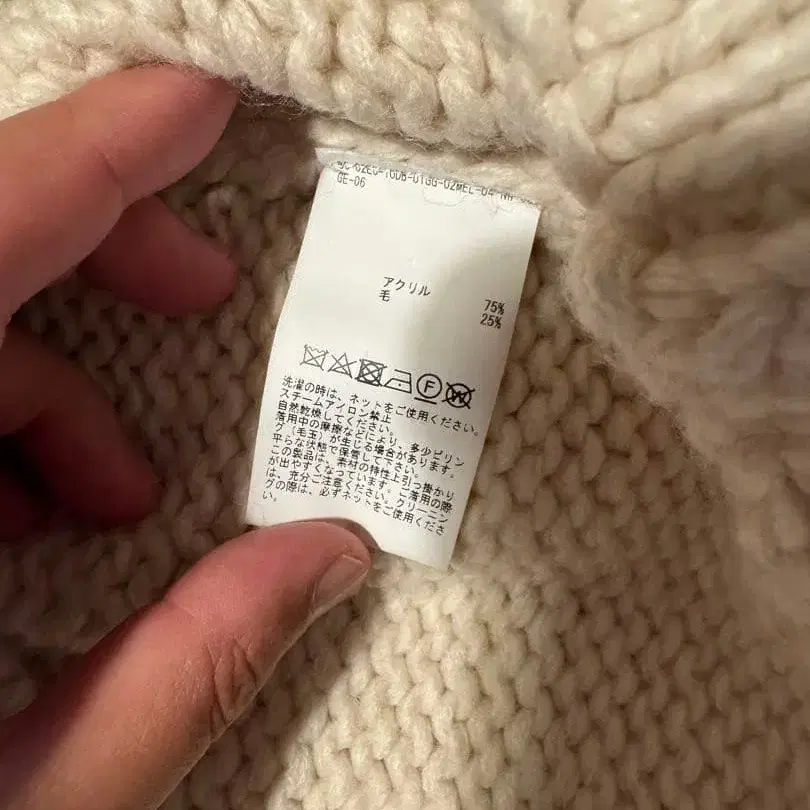 GE-06
アクリル 75%
毛 25%
F
W
洗濯の時は、ネットをご使用ください。
スチームアイロン禁止
自然乾燥してください。
着用中の摩擦などにより、多少ピリン
グ(毛玉)が生じる場合があります。
平らな状態で保管して下さい。
この製品は、素材の特性上引っ掛かり
が出やすくなっています。ご着用の際
は、充分ご注意ください。クリーニン
グの際は、必ずネットをご使用くださ
い。